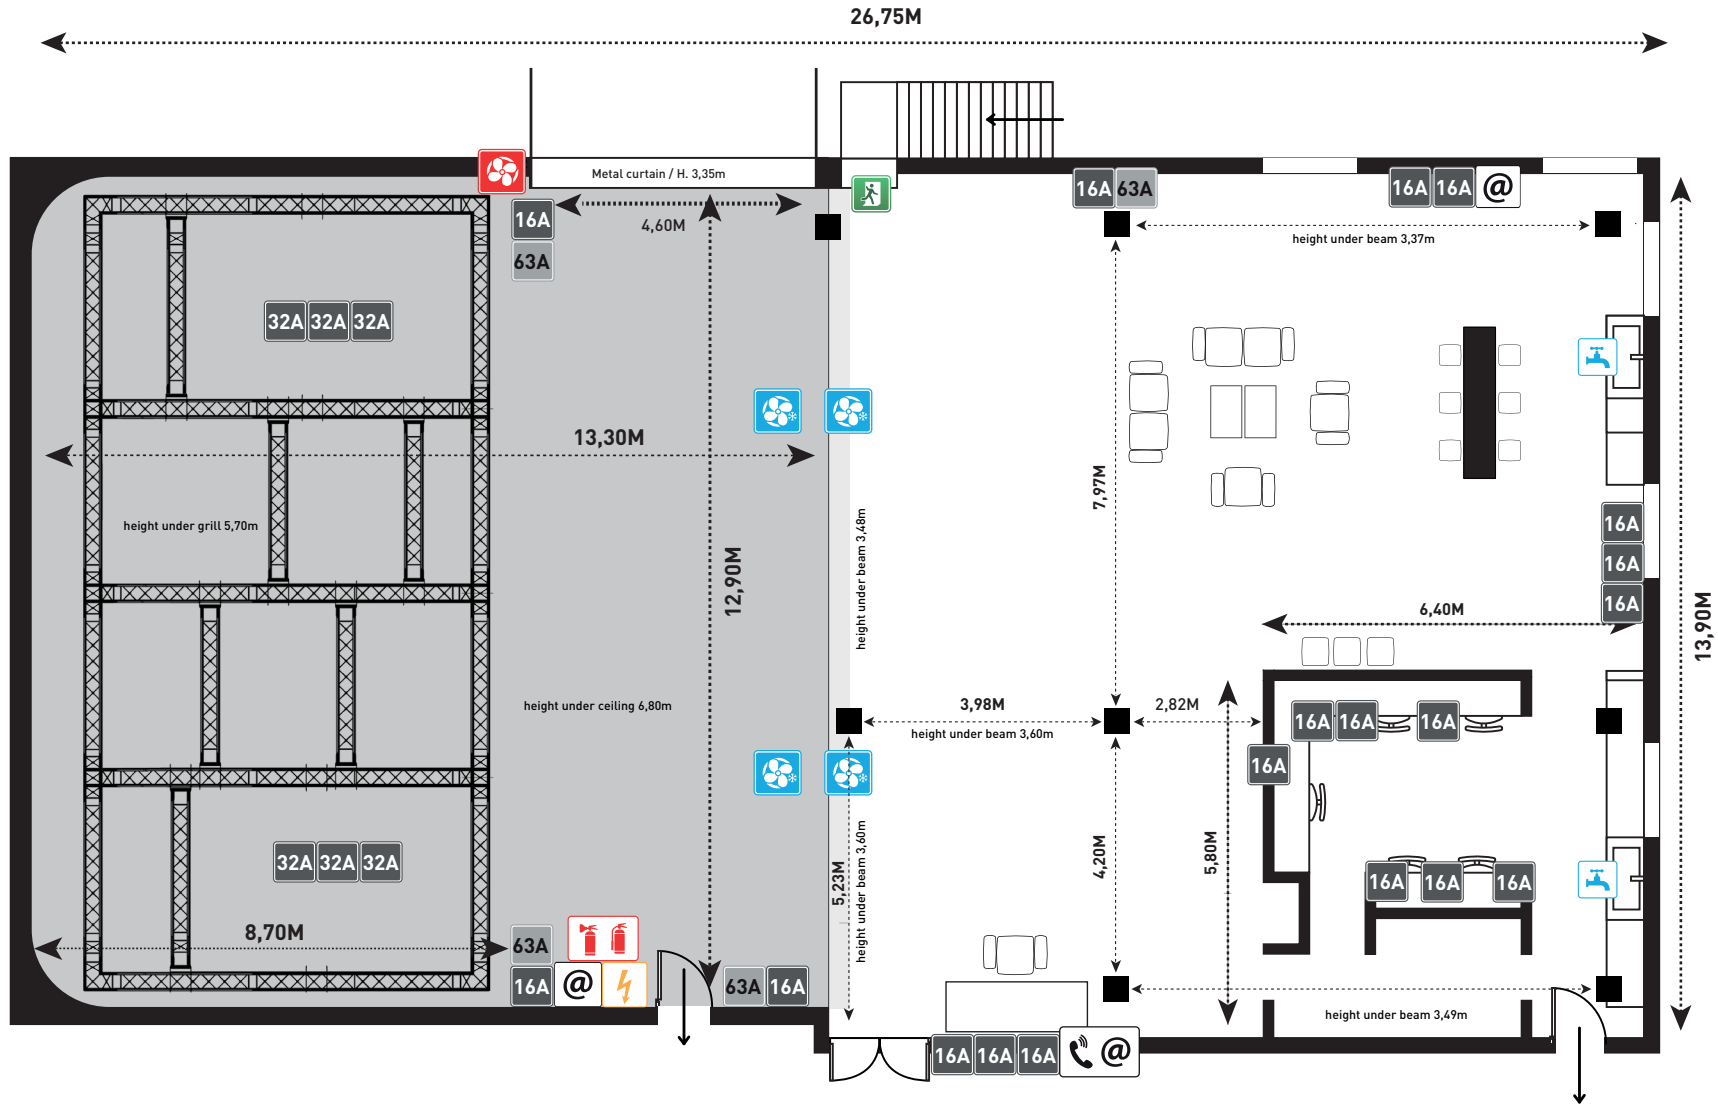 26,75M
Metal curtain / H. 3,35m
16A 63A
16A 16A @
16A
4,60M
63A
height under beam 3,37m
32A 32A 32A
13,30M
7,97M
height under grill 5,70m
height under beam 3,48m
16A
16A
16A
12,90M
6,40M
13,90M
height under ceiling 6,80m
3,98M
2,82M
height under beam 3,60m
16A 16A 16A
16A
32A 32A 32A
5,23M
height under beam 3,60m
4,20M
5,80M
16A 16A 16A
8,70M
63A
16A @
63A 16A
height under beam 3,49m
16A 16A 16A @